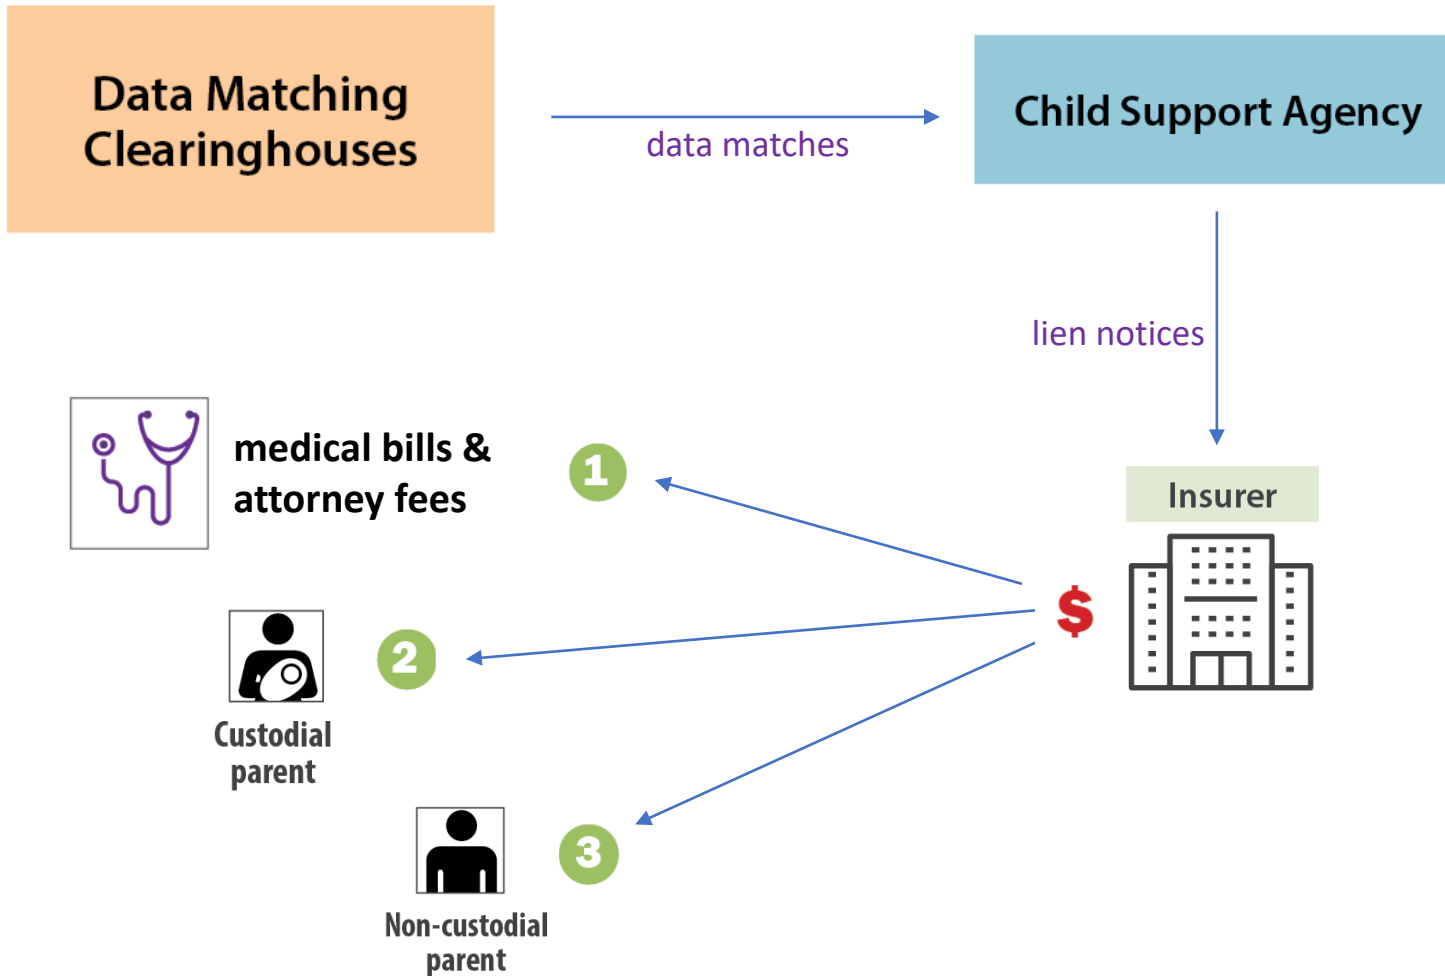 Data Matching
Clearinghouses
data matches
Child Support Agency
lien notices
Insurer
$
medical bills &
attorney fees
1
2
Custodial
parent
3
Non-custodial
parent